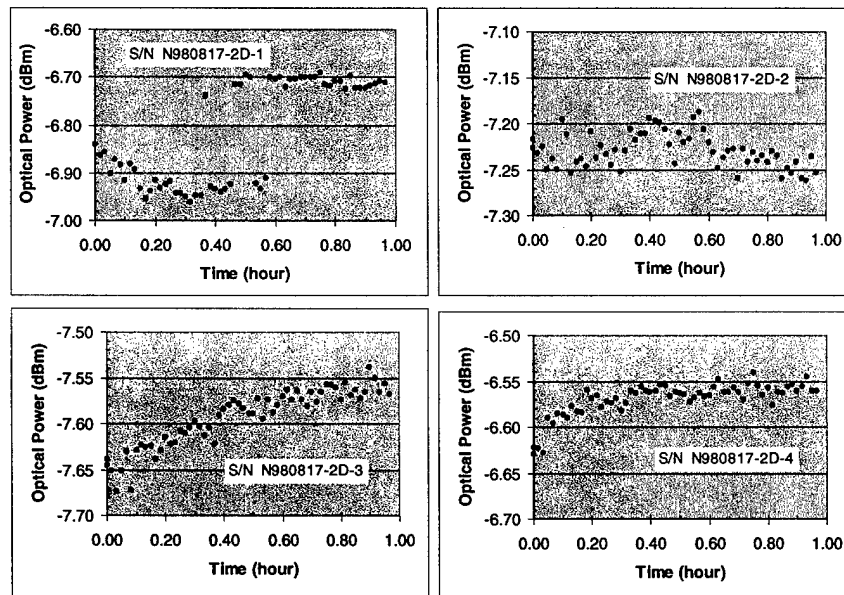 -6.60
-6.70
-6.80
-6.90
-7.00
Optical Power (dBm)
S/N N980817-2D-1
0.00 0.20 0.40 0.60 0.80 1.00
Time (hour)
-7.10
-7.15
-7.20
-7.25
-7.30
Optical Power (dBm)
S/N N980817-2D-2
0.00 0.20 0.40 0.60 0.80 1.00
Time (hour)
-7.50
-7.55
-7.60
-7.65
-7.70
Optical Power (dBm)
S/N N980817-2D-3
0.00 0.20 0.40 0.60 0.80 1.00
Time (hour)
-6.50
-6.55
-6.60
-6.65
-6.70
Optical Power (dBm)
S/N N980817-2D-4
0.00 0.20 0.40 0.60 0.80 1.00
Time (hour)